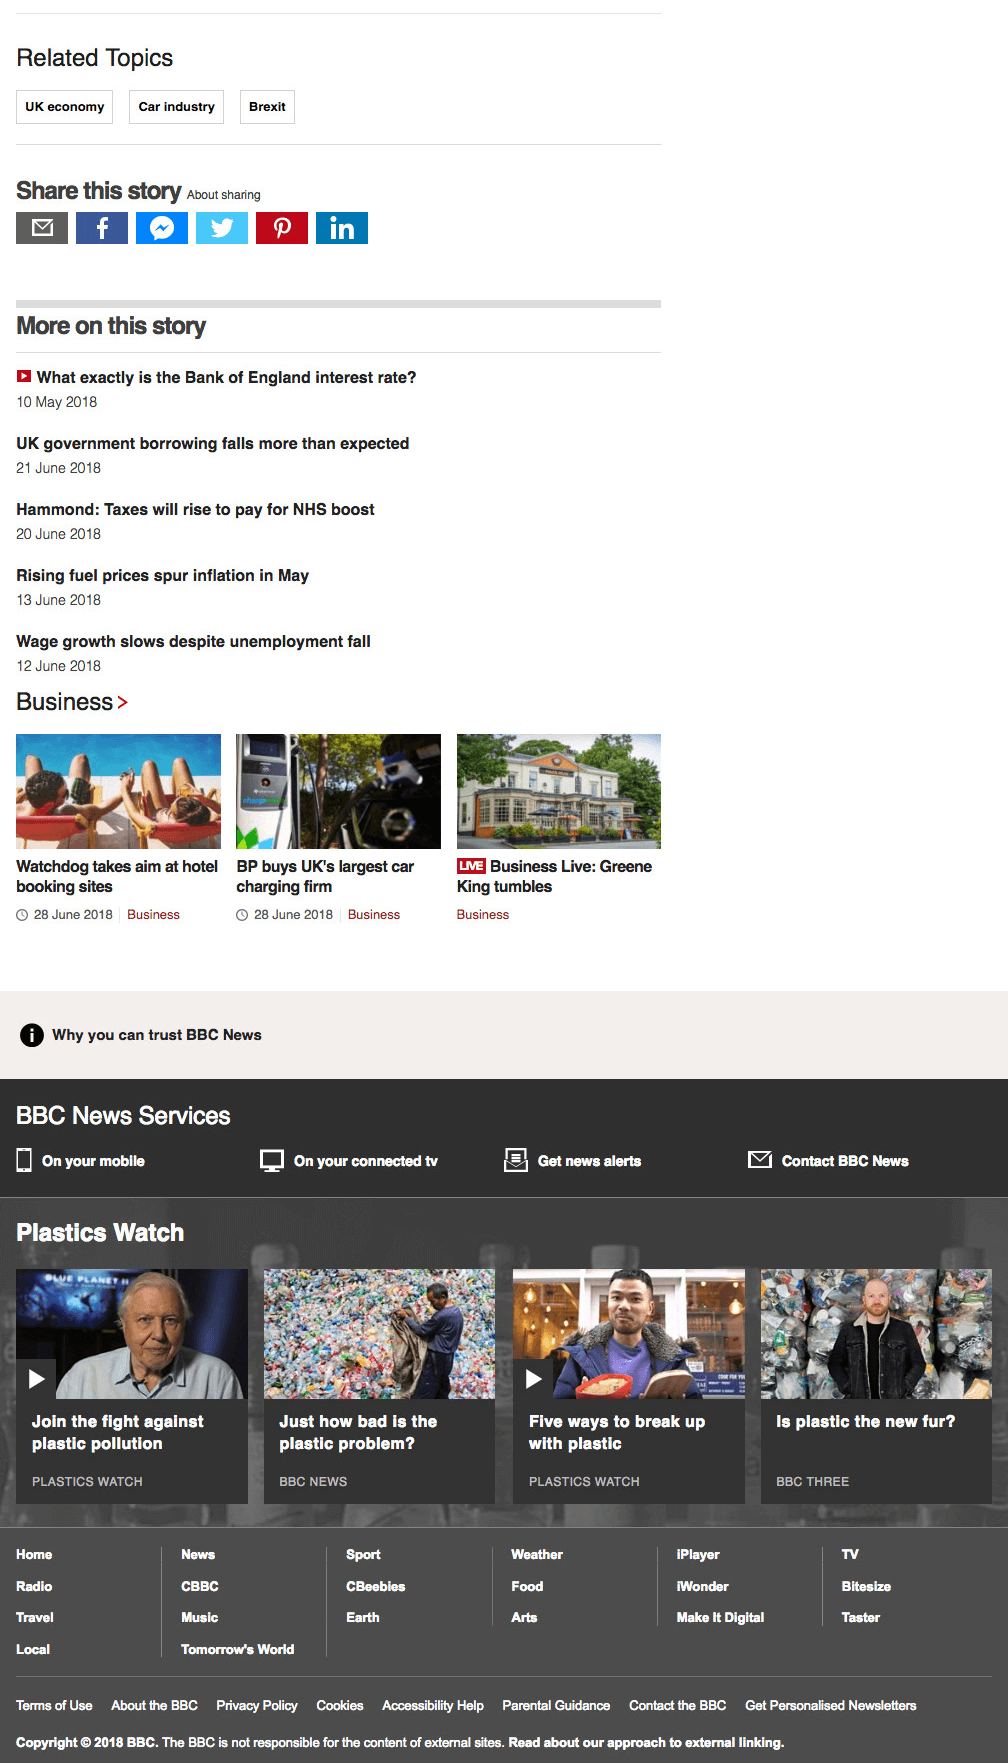 Related Topics
UK economy Car industry Brexit
Share this story About sharing
More on this story
What exactly is the Bank of England interest rate?
10 May 2018
UK government borrowing falls more than expected
21 June 2018
Hammond: Taxes will rise to pay for NHS boost
20 June 2018
Rising fuel prices spur inflation in May
13 June 2018
Wage growth slows despite unemployment fall
12 June 2018
Business
Watchdog takes aim at hotel
booking sites
28 June 2018 Business
BP buys UK's largest car
charging firm
28 June 2018 Business
LIVE Business Live: Greene
King tumbles
Business
Why you can trust BBC News
BBC News Services
On your mobile On your connected tv Get news alerts Contact BBC News
Plastics Watch
BLUE PLANET II
Join the fight against
plastic pollution
PLASTICS WATCH
Just how bad is the
plastic problem?
BBC NEWS
Five ways to break up
with plastic
PLASTICS WATCH
Is plastic the new fur?
BBC THREE
Home News Sport Weather iPlayer TV
Radio CBBC CBeebies Food iWonder Bitesize
Travel Music Earth Arts Make It Digital Taster
Local Tomorrow's World
Terms of Use About the BBC Privacy Policy Cookies Accessibility Help Parental Guidance Contact the BBC Get Personalised Newsletters
Copyright © 2018 BBC. The BBC is not responsible for the content of external sites. Read about our approach to external linking.